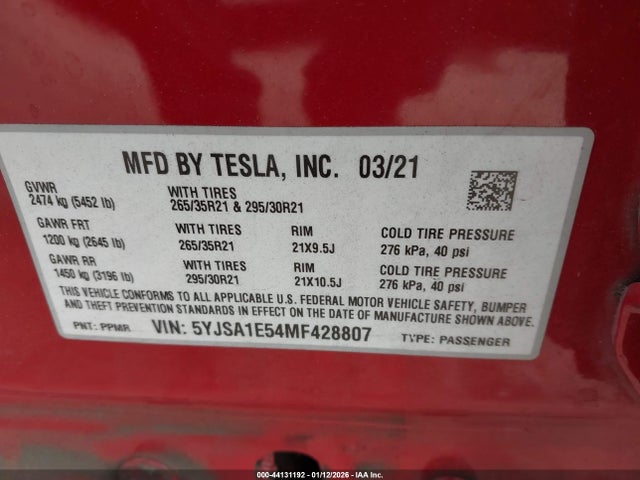 MFD BY TESLA, INC. 03/21
GVWR
2474 kg (5452 lb)
WITH TIRES
265/35R21 & 295/30R21
GAWR FRT
1200 kg (2645 lb)
WITH TIRES
265/35R21
RIM
21X9.5J
COLD TIRE PRESSURE
276 kPa, 40 psi
GAWR RR
1450 kg (3196 lb)
WITH TIRES
295/30R21
RIM
21X10.5J
COLD TIRE PRESSURE
276 kPa, 40 psi
THIS VEHICLE CONFORMS TO ALL APPLICABLE U.S. FEDERAL MOTOR VEHICLE SAFETY, BUMPER
AND THEFT PREVENTION STANDARDS IN EFFECT ON THE DATE OF MANUFACTURE SHOWN ABOVE.
PNT: PPMR VIN: 5YJSA1E54MF428807 TYPE: PASSENGER
000-44131192 - 01/12/2026 - IAA Inc.